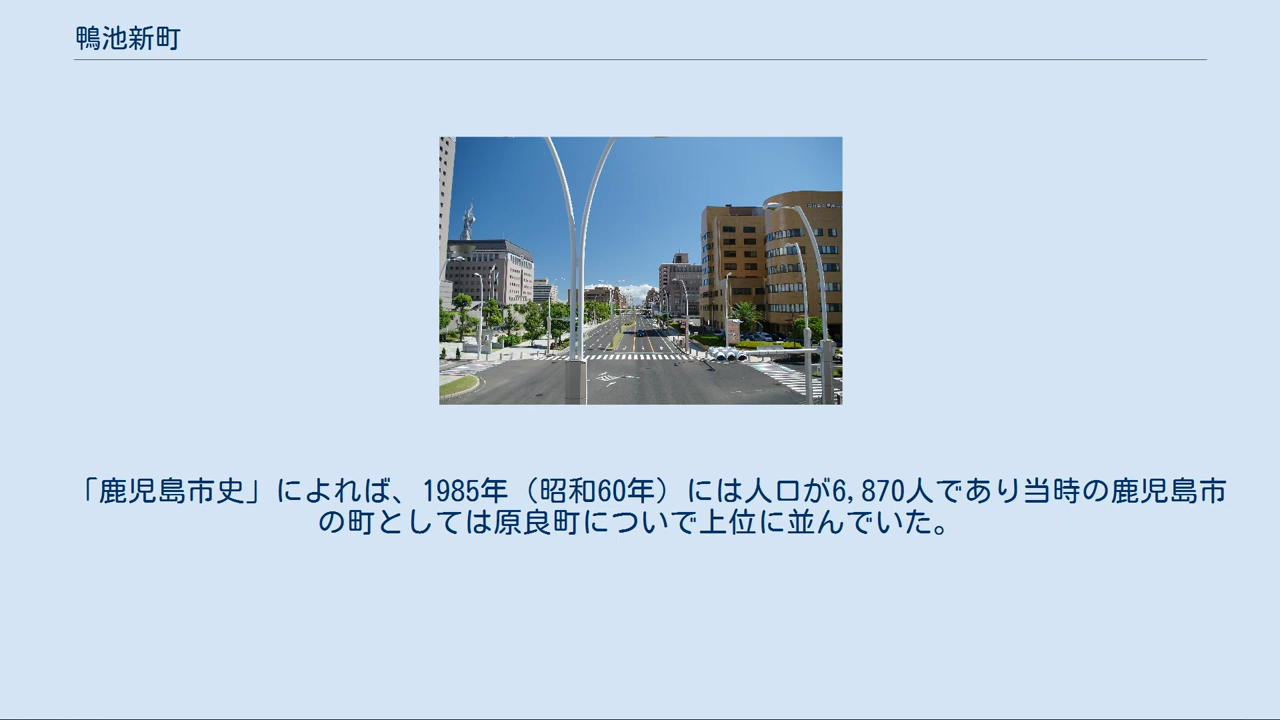 鴨池新町
「鹿児島市史」によれば、1985年（昭和60年）には人口が6,870人であり当時の鹿児島市
の町としては原良町についで上位に並んでいた。